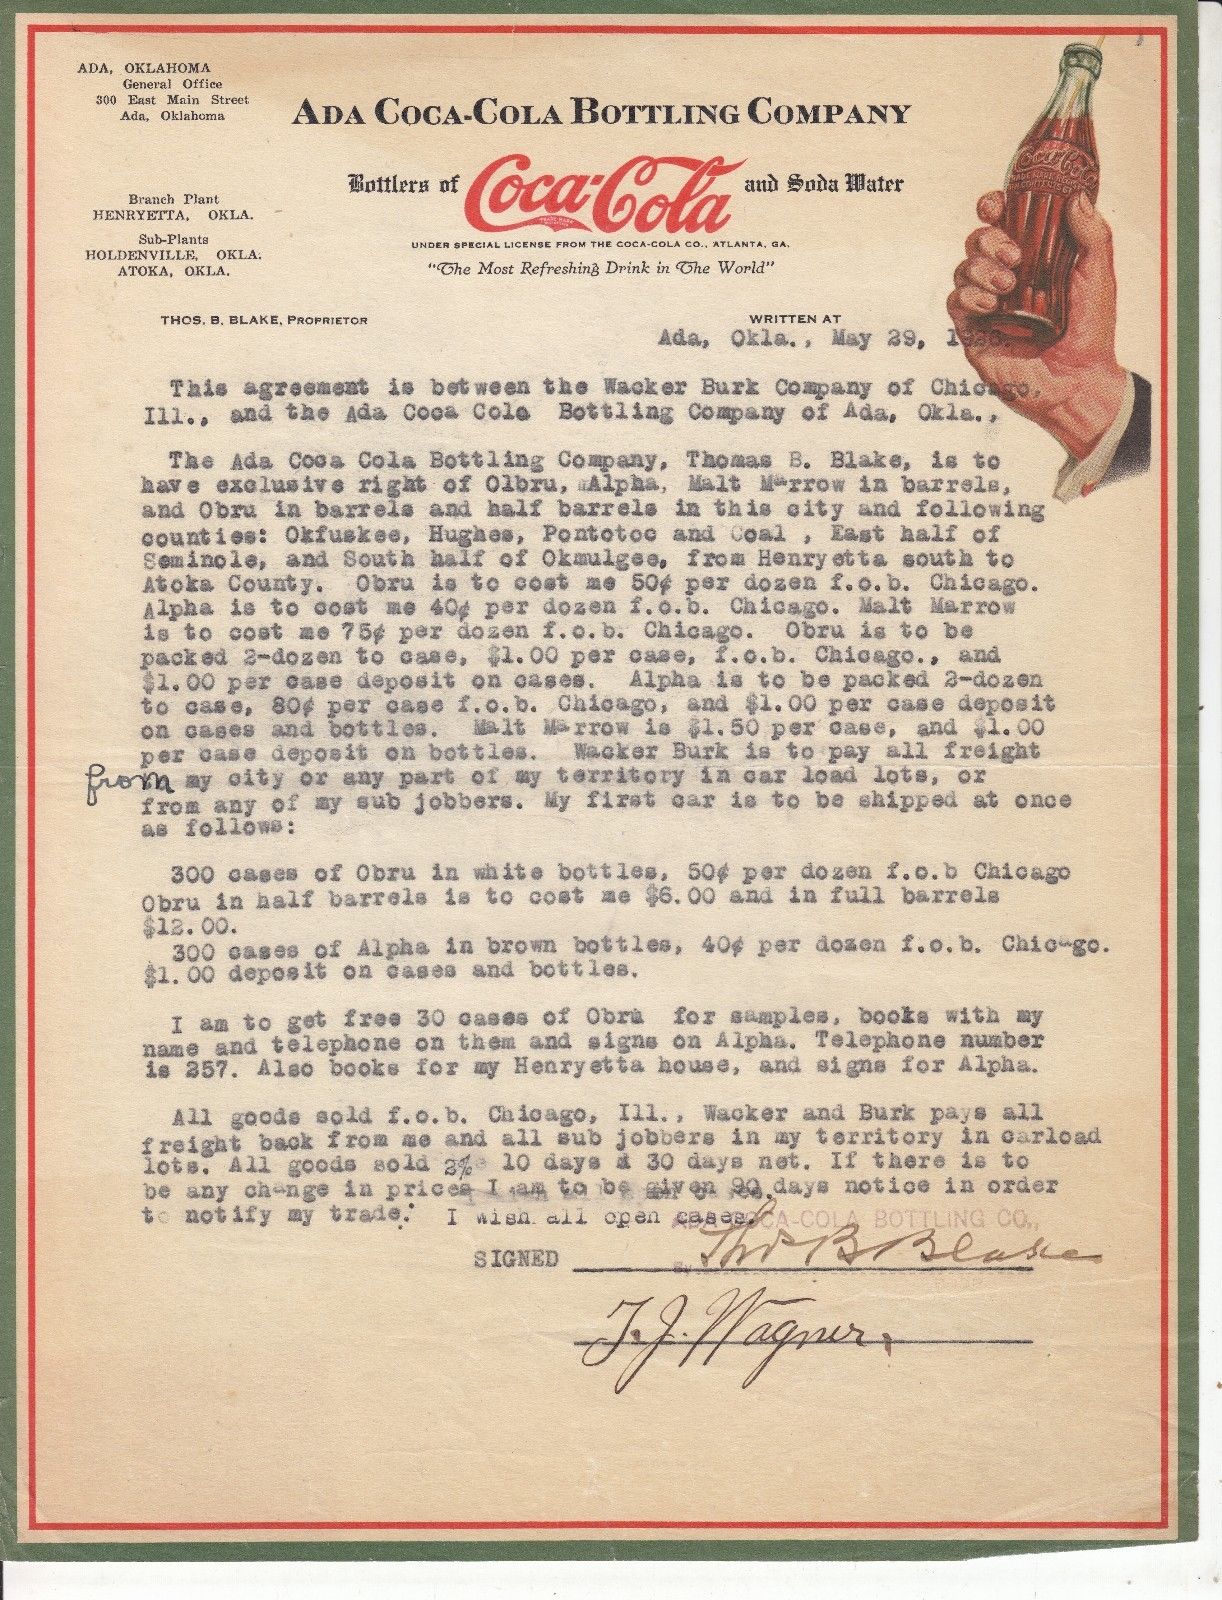 ADA, OKLAHOMA
General Office
300 East Main Street
Ada, Oklahoma
ADA COCA-COLA BOTTLING COMPANY
Bottlers of Coca-Cola and Soda Water
TRADE-MARK
UNDER SPECIAL LICENSE FROM THE COCA-COLA CO., ATLANTA, GA.
"The Most Refreshing Drink in The World"
Branch Plant
HENRYETTA, OKLA.
Sub-Plants
HOLDENVILLE, OKLA.
ATOKA, OKLA.
Coca-Cola
THOS. B. BLAKE, PROPRIETOR
WRITTEN AT
Ada, Okla., May 29,
This agreement is between the Wacker Burk Company of Chicago,
Ill., and the Ada Coca Cola Bottling Company of Ada, Okla.,
The Ada Coca Cola Bottling Company, Thomas B. Blake, is to
have exclusive right of Olbru, Alpha, Malt Marrow in barrels,
and Obru in barrels and half barrels in this city and following
counties: Okfuskee, Hughes, Pontotoc and Coal , East half of
Seminole, and South half of Okmulgee, from Henryetta south to
Atoka County. Obru is to cost me 50¢ per dozen f.o.b. Chicago.
Alpha is to cost me 40¢ per dozen f.o.b. Chicago. Malt Marrow
is to cost me 75¢ per dozen f.o.b. Chicago. Obru is to be
packed 2-dozen to case, $1.00 per case, f.o.b. Chicago., and
$1.00 per case deposit on cases. Alpha is to be packed 2-dozen
to case, 80¢ per case f.o.b. Chicago, and $1.00 per case deposit
on cases and bottles. Malt Marrow is $1.50 per case, and $1.00
per case deposit on bottles. Wacker Burk is to pay all freight
from my city or any part of my territory in car load lots, or
from any of my sub jobbers. My first car is to be shipped at once
as follows:
300 cases of Obru in white bottles, 50¢ per dozen f.o.b Chicago
Obru in half barrels is to cost me $6.00 and in full barrels
$12.00.
300 cases of Alpha in brown bottles, 40¢ per dozen f.o.b. Chicago.
$1.00 deposit on cases and bottles.
I am to get free 30 cases of Obru for samples, books with my
name and telephone on them and signs on Alpha. Telephone number
is 257. Also books for my Henryetta house, and signs for Alpha.
All goods sold f.o.b. Chicago, Ill., Wacker and Burk pays all
freight back from me and all sub jobbers in my territory in carload
lots. All goods sold 2% 10 days 30 days net. If there is to
be any change in prices I am to be given 90 days notice in order
to notify my trade. I wish all open cases.
ADA COCA-COLA BOTTLING CO.,
SIGNED Thos B Blake
T. J. Wagner.